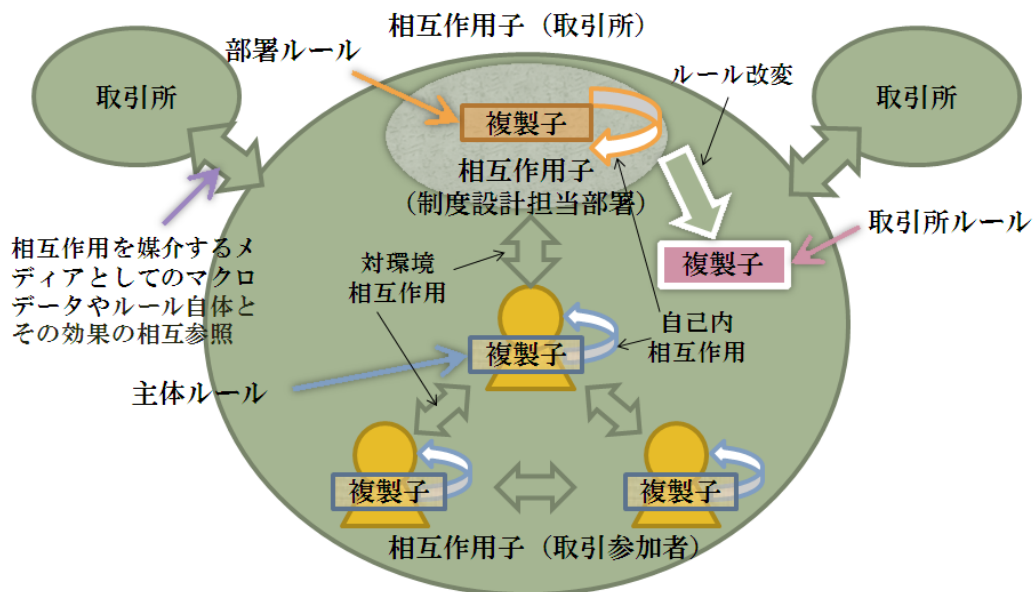 相互作用子（取引所）
部署ルール
取引所
取引所
ルール改変
複製子
相互作用子
（制度設計担当部署）
取引所ルール
複製子
相互作用を媒介するメ
ディアとしてのマクロ
データやルール自体と
その効果の相互参照
対環境
相互作用
自己内
相互作用
複製子
主体ルール
複製子
複製子
相互作用子（取引参加者）